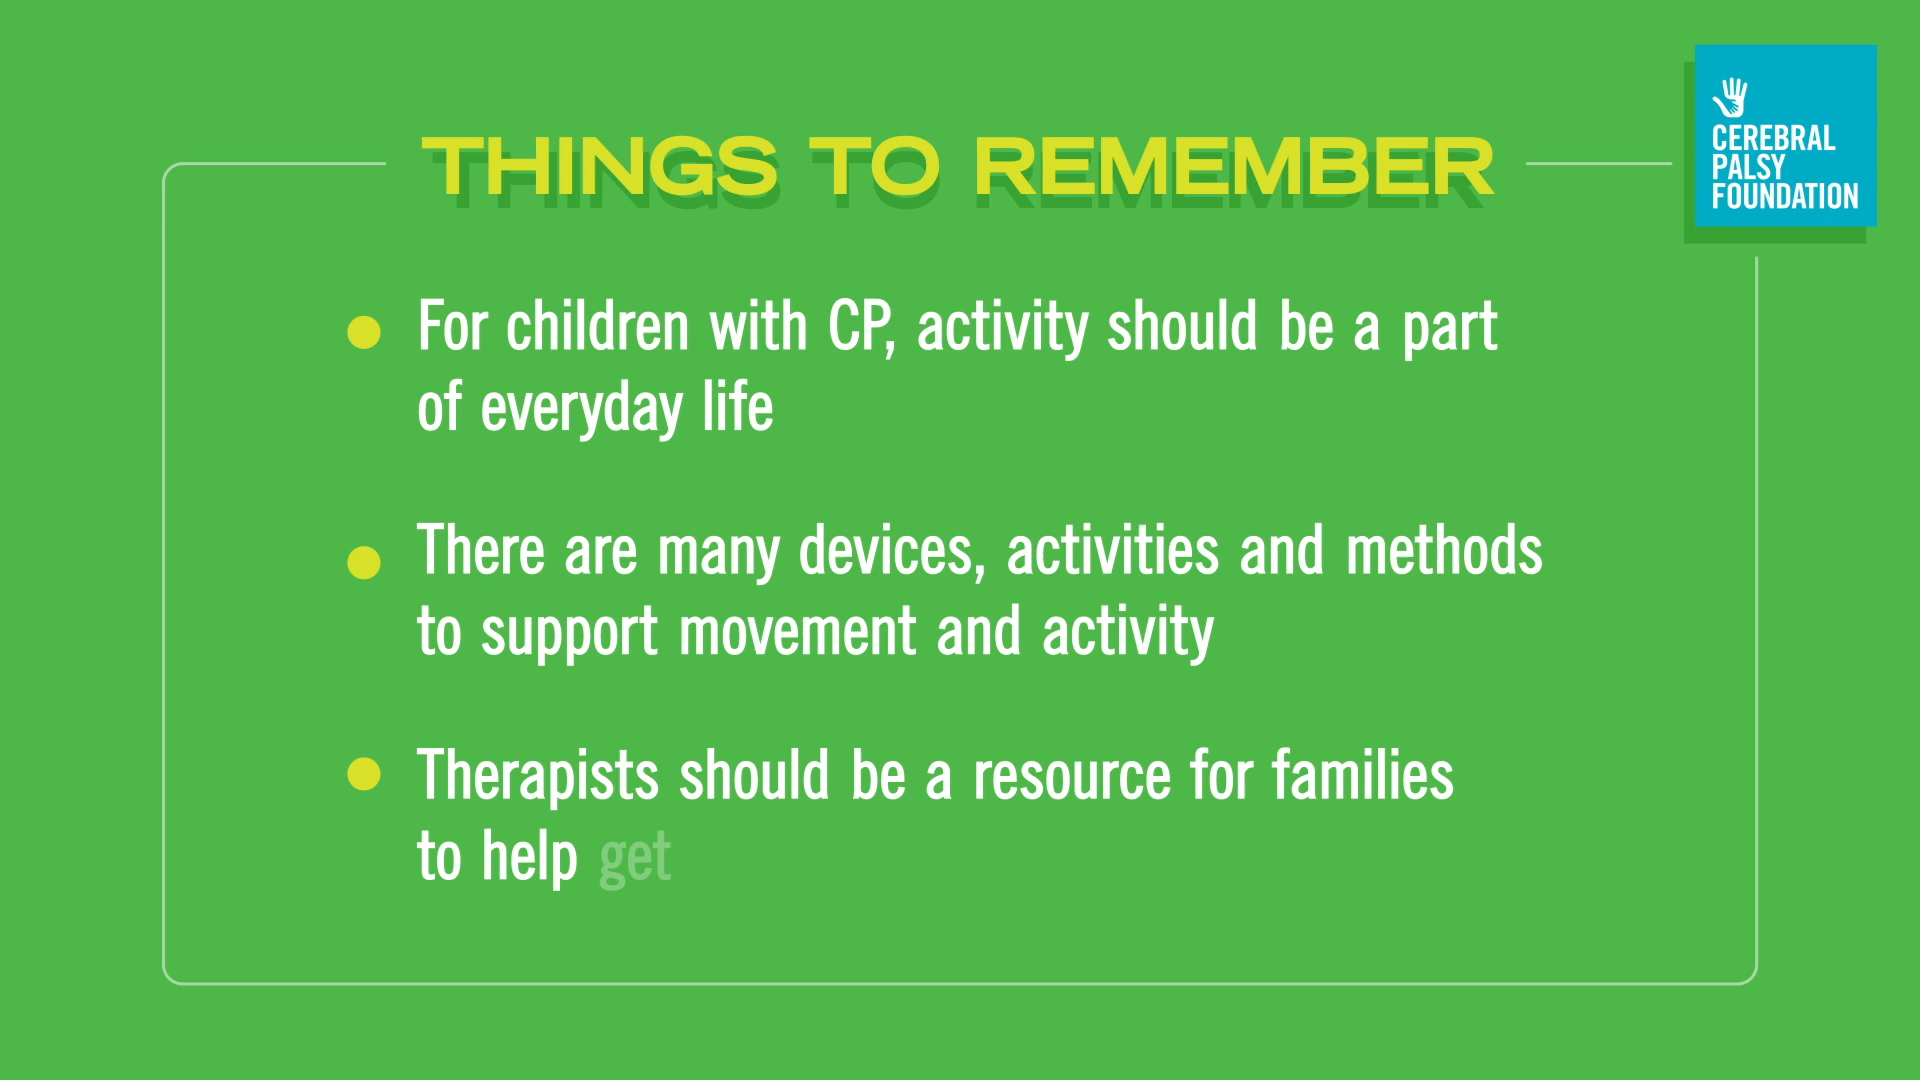 CEREBRAL
PALSY
FOUNDATION
THINGS TO REMEMBER
For children with CP, activity should be a part
of everyday life
There are many devices, activities and methods
to support movement and activity
Therapists should be a resource for families
to help get